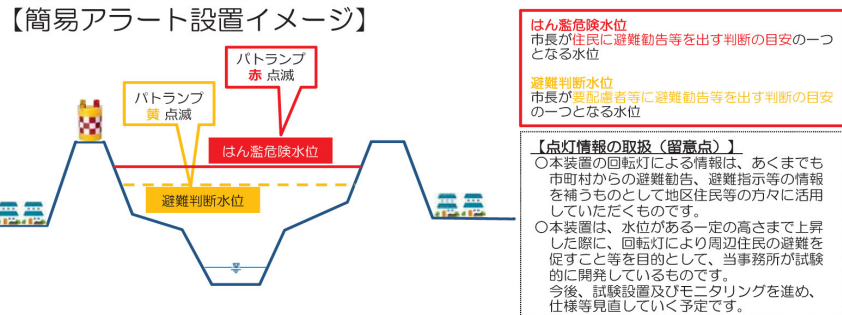 【簡易アラート設置イメージ】
パトランプ
赤 点滅
パトランプ
黄 点滅
はん濫危険水位
避難判断水位
はん濫危険水位
市長が住民に避難勧告等を出す判断の目安の一つ
となる水位
避難判断水位
市長が要配慮者等に避難勧告等を出す判断の目安
の一つとなる水位
【点灯情報の取扱（留意点）】
○本装置の回転灯による情報は、あくまでも
市町村からの避難勧告、避難指示等の情報
を補うものとして地区住民等の方々に活用
していただくものです。
○本装置は、水位がある一定の高さまで上昇
した際に、回転灯により周辺住民の避難を
促すこと等を目的として、当事務所が試験
的に開発しているものです。
今後、試験設置及びモニタリングを進め、
仕様等見直していく予定です。